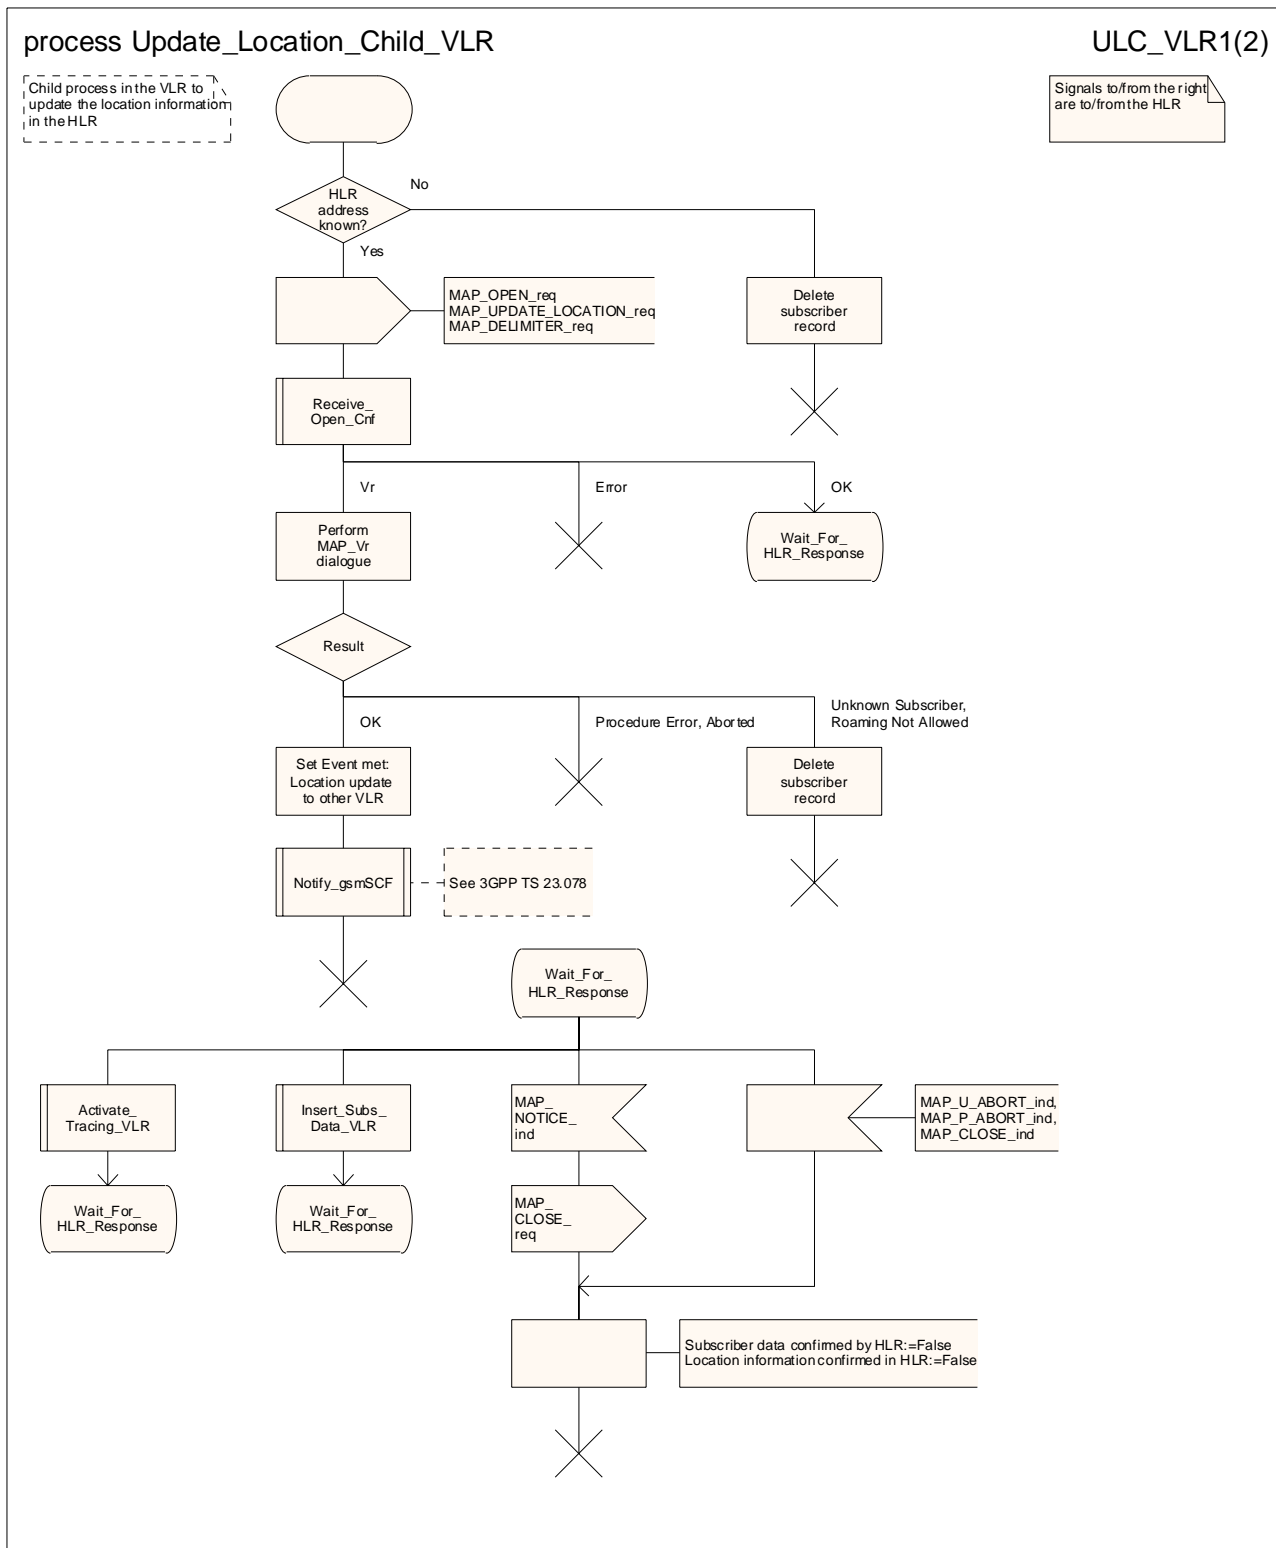 process Update_Location_Child_VLR
ULC_VLR1(2)
Child process in the VLR to
update the location information
in the HLR
Signals to/from the right
are to/from the HLR
HLR
address
known?
No
Yes
MAP_OPEN_req
MAP_UPDATE_LOCATION_req
MAP_DELIMITER_req
Delete
subscriber
record
Receive_
Open_Cnf
Vr
Error
OK
Perform
MAP_Vr
dialogue
Wait_For_
HLR_Response
Result
OK
Procedure Error, Aborted
Unknown Subscriber,
Roaming Not Allowed
Set Event met:
Location update
to other VLR
Delete
subscriber
record
Notify_gsmSCF
See 3GPP TS 23.078
Wait_For_
HLR_Response
Activate_
Tracing_VLR
Insert_Subs_
Data_VLR
MAP_
NOTICE_
ind
MAP_U_ABORT_ind,
MAP_P_ABORT_ind,
MAP_CLOSE_ind
Wait_For_
HLR_Response
Wait_For_
HLR_Response
MAP_
CLOSE_
req
Subscriber data confirmed by HLR:=False
Location information confirmed in HLR:=False